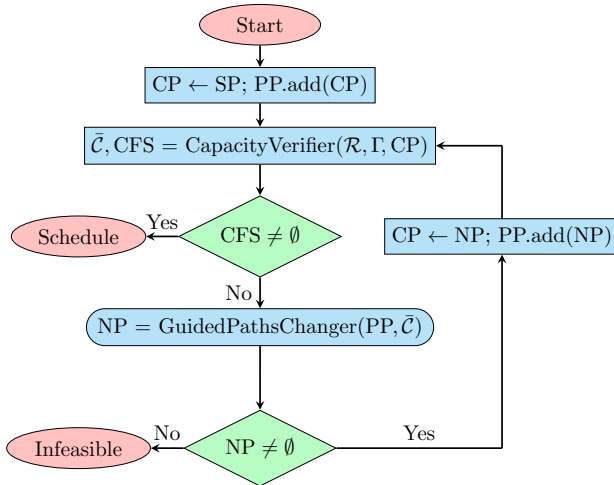 Start
CP ← SP; PP.add(CP)
C̄, CFS = CapacityVerifier(ℛ, Γ, CP)
Yes
Schedule
CFS ≠ ∅
CP ← NP; PP.add(NP)
No
NP = GuidedPathsChanger(PP, C̄)
No
Yes
Infeasible
NP ≠ ∅